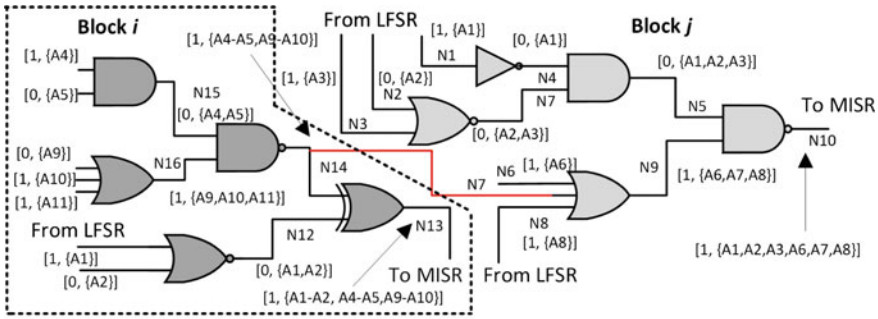 Block i
[1, {A4}]
[0, {A5}]
N15
[0, {A4,A5}]
[0, {A9}]
[1, {A10}]
[1, {A11}]
N16
[1, {A9,A10,A11}]
From LFSR
[1, {A1}]
[0, {A2}]
N12
[0, {A1,A2}]
[1, {A4-A5,A9-A10}]
N14
N13
To MISR
[1, {A1-A2, A4-A5,A9-A10}]
From LFSR
[1, {A3}]
N3
[0, {A2}]
N2
[1, {A1}]
N1
[0, {A1}]
N4
N7
[0, {A2,A3}]
Block j
[0, {A1,A2,A3}]
N5
To MISR
N10
N6
[1, {A6}]
N7
N8
[1, {A8}]
From LFSR
N9
[1, {A6,A7,A8}]
[1, {A1,A2,A3,A6,A7,A8}]